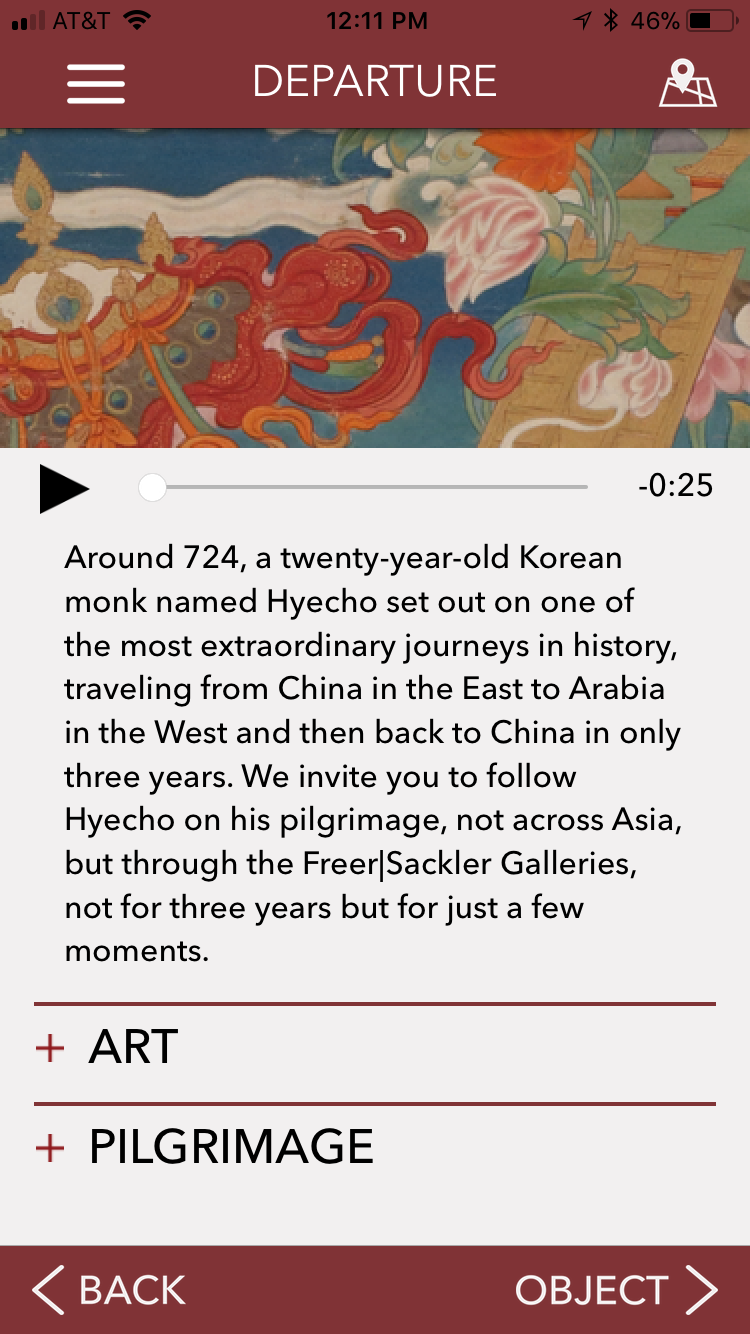 AT&T 12:11 PM 46%
DEPARTURE
-0:25
Around 724, a twenty-year-old Korean
monk named Hyecho set out on one of
the most extraordinary journeys in history,
traveling from China in the East to Arabia
in the West and then back to China in only
three years. We invite you to follow
Hyecho on his pilgrimage, not across Asia,
but through the Freer|Sackler Galleries,
not for three years but for just a few
moments.
+ ART
+ PILGRIMAGE
BACK OBJECT